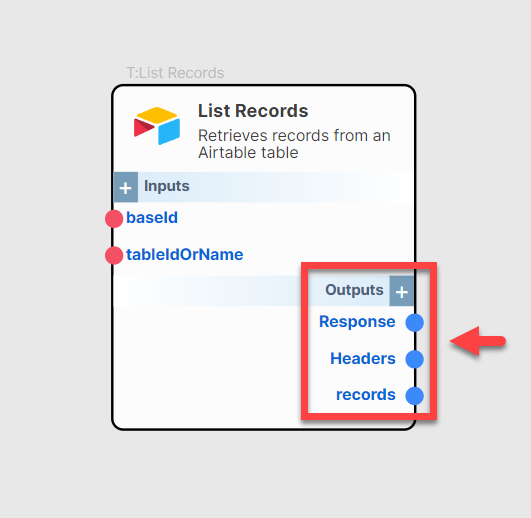 T:List Records
List Records
Retrieves records from an
Airtable table
+ Inputs
baseId
tableIdOrName
Outputs +
Response
Headers
records